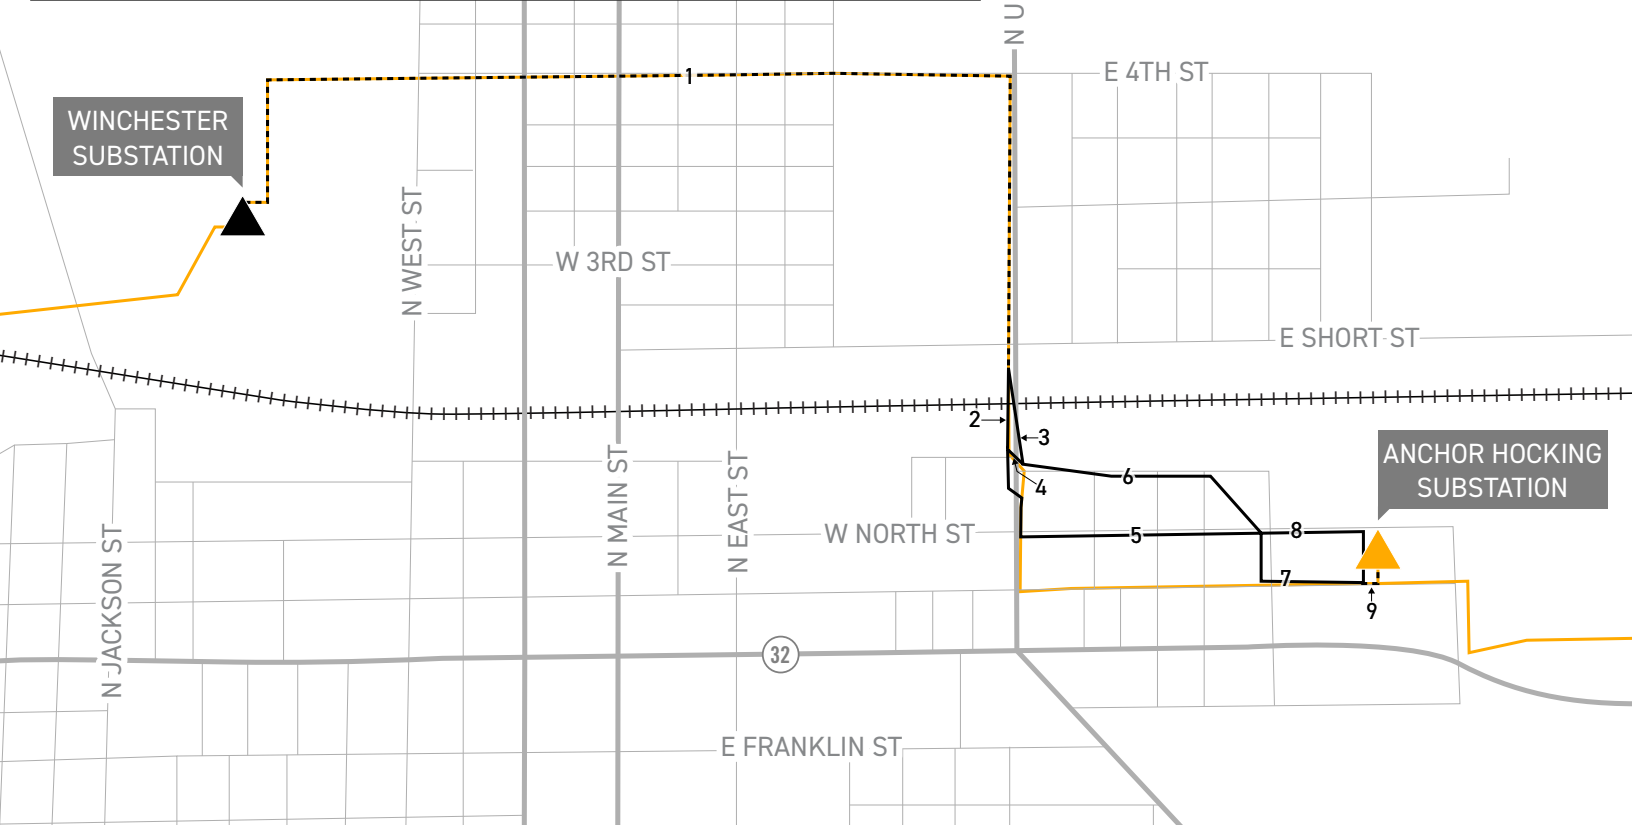 N U
1
E 4TH ST
WINCHESTER
SUBSTATION
N WEST ST
W 3RD ST
E SHORT ST
2
3
4
6
ANCHOR HOCKING
SUBSTATION
N MAIN ST
N EAST ST
W NORTH ST
5
8
7
9
N JACKSON ST
32
E FRANKLIN ST